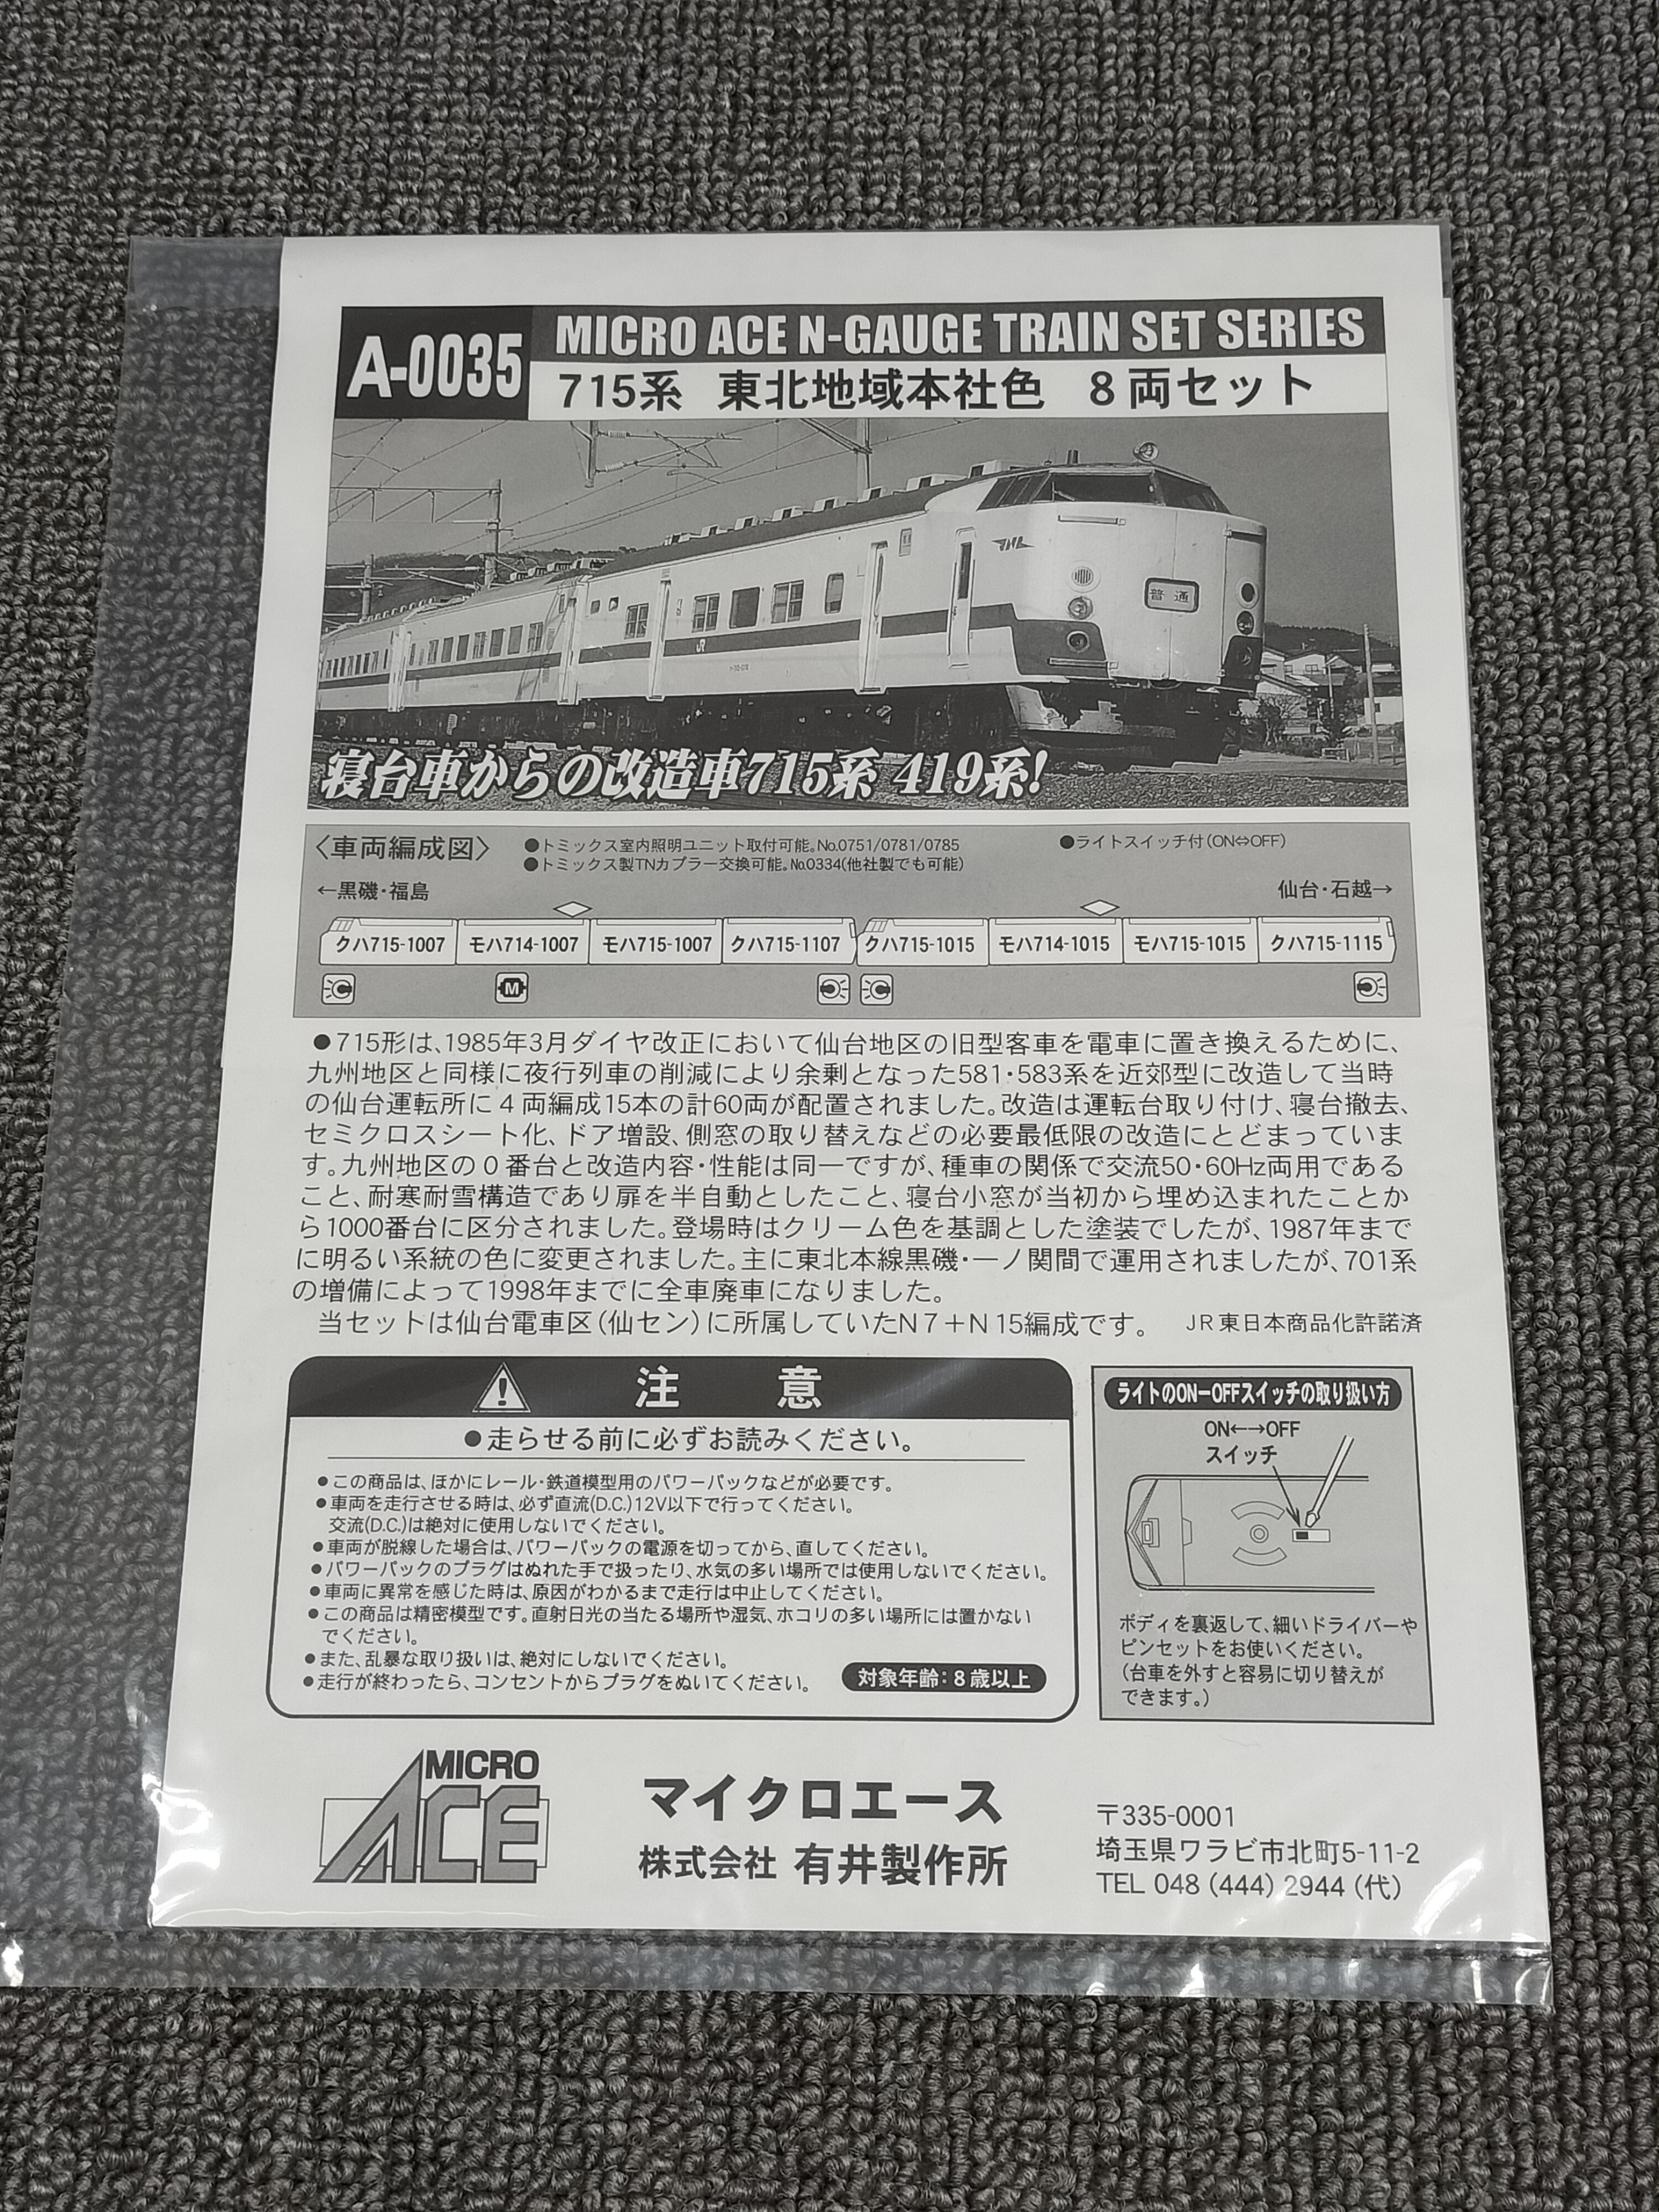 A-0035
MICRO ACE N-GAUGE TRAIN SET SERIES
715系 東北地域本社色 8両セット
普通
JR
寝台車からの改造車715系 419系!
〈車両編成図〉
●トミックス室内照明ユニット取付可能。No.0751/0781/0785
●ライトスイッチ付(ON⇔OFF)
●トミックス製TNカプラー交換可能。No.0334(他社製でも可能)
←黒磯・福島
仙台・石越→
クハ715-1007 モハ714-1007 モハ715-1007 クハ715-1107 クハ715-1015 モハ714-1015 モハ715-1015 クハ715-1115
M
●715形は、1985年3月ダイヤ改正において仙台地区の旧型客車を電車に置き換えるために、
九州地区と同様に夜行列車の削減により余剰となった581・583系を近郊型に改造して当時
の仙台運転所に4両編成15本の計60両が配置されました。改造は運転台取り付け、寝台撤去、
セミクロスシート化、ドア増設、側窓の取り替えなどの必要最低限の改造にとどまっていま
す。九州地区の0番台と改造内容・性能は同一ですが、種車の関係で交流50・60Hz両用である
こと、耐寒耐雪構造であり扉を半自動としたこと、寝台小窓が当初から埋め込まれたことか
ら1000番台に区分されました。登場時はクリーム色を基調とした塗装でしたが、1987年まで
に明るい系統の色に変更されました。主に東北本線黒磯・一ノ関間で運用されましたが、701系
の増備によって1998年までに全車廃車になりました。
当セットは仙台電車区(仙セン)に所属していたN7+N15編成です。 JR東日本商品化許諾済
注意
●走らせる前に必ずお読みください。
●この商品は、ほかにレール・鉄道模型用のパワーパックなどが必要です。
●車両を走行させる時は、必ず直流(D.C.)12V以下で行ってください。
交流(D.C.)は絶対に使用しないでください。
●車両が脱線した場合は、パワーパックの電源を切ってから、直してください。
●パワーパックのプラグはぬれた手で扱ったり、水気の多い場所では使用しないでください。
●車両に異常を感じた時は、原因がわかるまで走行は中止してください。
●この商品は精密模型です。直射日光の当たる場所や湿気、ホコリの多い場所には置かない
でください。
●また、乱暴な取り扱いは、絶対にしないでください。
●走行が終わったら、コンセントからプラグをぬいてください。
対象年齢:8歳以上
ライトのON-OFFスイッチの取り扱い方
ON←→OFF
スイッチ
ボディを裏返して、細いドライバーや
ピンセットをお使いください。
(台車を外すと容易に切り替えが
できます。)
MICRO
ACE
マイクロエース
株式会社 有井製作所
〒335-0001
埼玉県ワラビ市北町5-11-2
TEL 048 (444) 2944 (代)